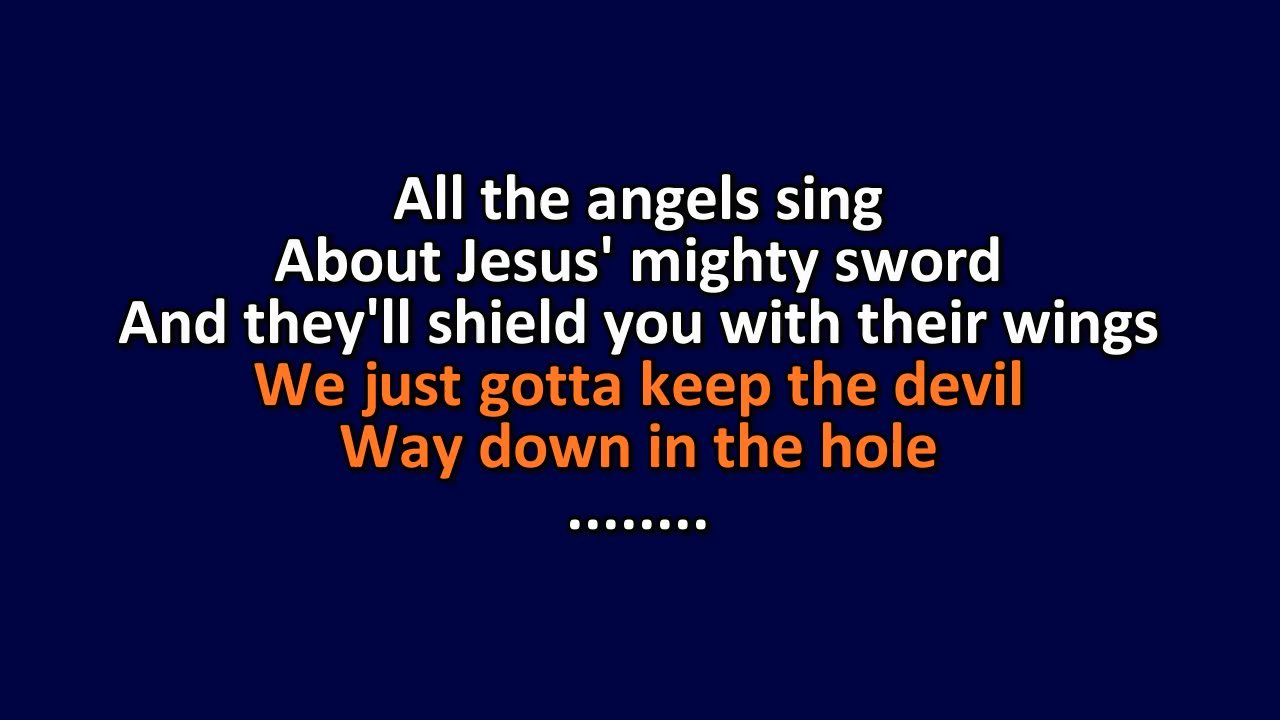 All the angels sing
About Jesus' mighty sword
And they'll shield you with their wings
We just gotta keep the devil
Way down in the hole
........